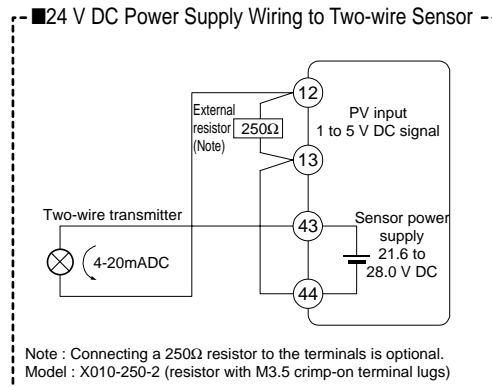 ■24 V DC Power Supply Wiring to Two-wire Sensor
12
External
resistor
(Note)
250Ω
PV input
1 to 5 V DC signal
13
Two-wire transmitter
43
Sensor power
supply
21.6 to
28.0 V DC
4-20mADC
44
Note : Connecting a 250Ω resistor to the terminals is optional.
Model : X010-250-2 (resistor with M3.5 crimp-on terminal lugs)